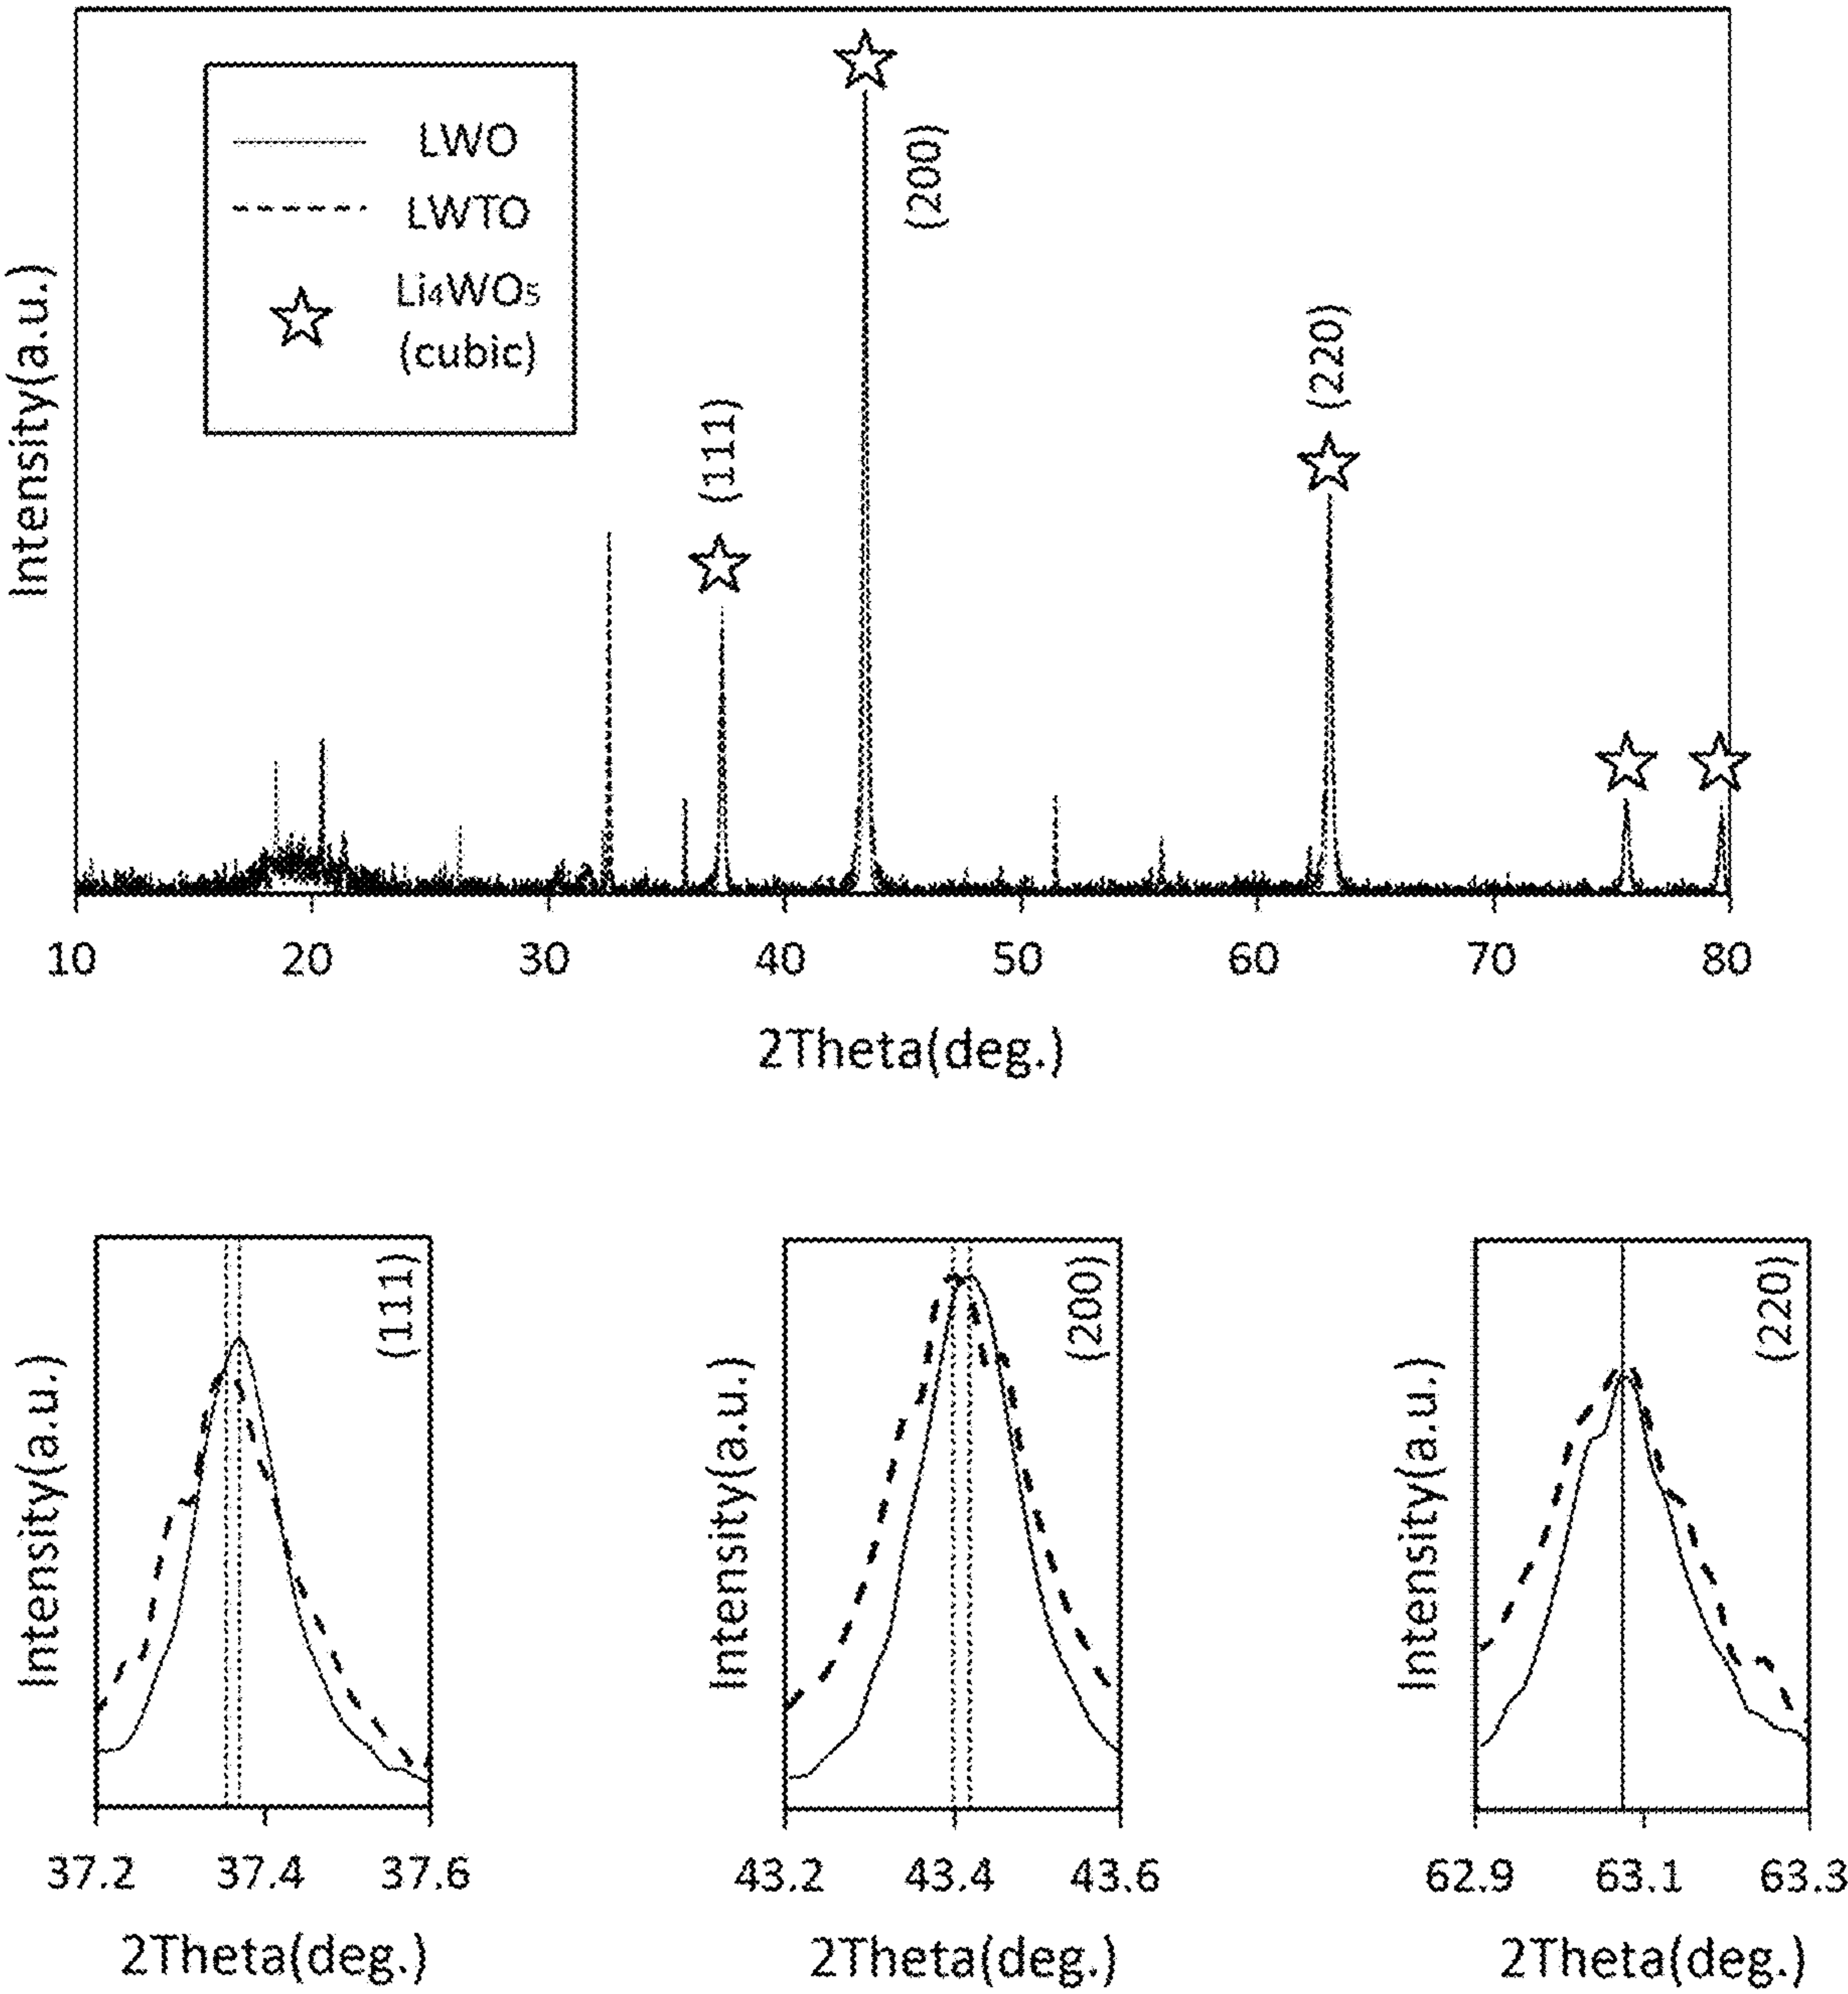 Intensity(a.u.)
LWO
LWTO
Li₄WO₅
(cubic)
(111)
(200)
(220)
10 20 30 40 50 60 70 80
2Theta(deg.)
Intensity(a.u.)
(111)
37.2 37.4 37.6
2Theta(deg.)
Intensity(a.u.)
(200)
43.2 43.4 43.6
2Theta(deg.)
Intensity(a.u.)
(220)
62.9 63.1 63.3
2Theta(deg.)